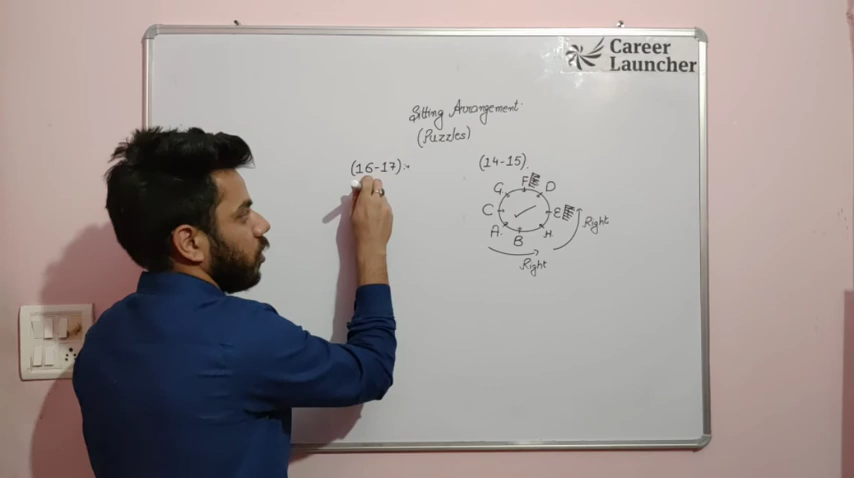 Career
Launcher
Sitting Arrangement
(Puzzles)
(16-17):-
(14-15).
F
G
D
C
E
A.
B
H
Right
Right